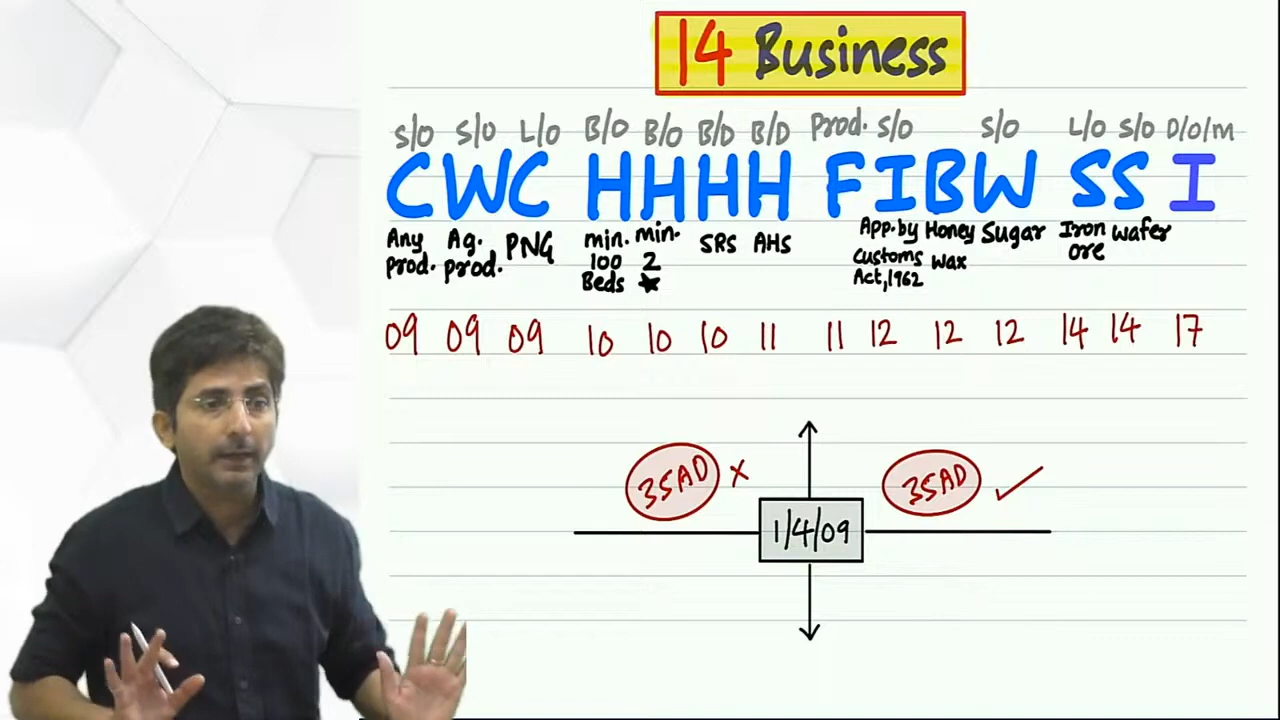 14 Business
S/O S/O L/O B/O B/O B/D B/D Prod. S/O S/O L/O S/O D/O/M
CWC HHHH FIBW SS I
Any Prod. Ag. prod. PNG min. 100 Beds min. 2 ★ SRS AHS App. by Customs Act, 1962 Honey Wax Sugar Iron ore wafer
09 09 09 10 10 10 11 11 12 12 12 14 14 17
35AD × 35AD ✓
1/4/09